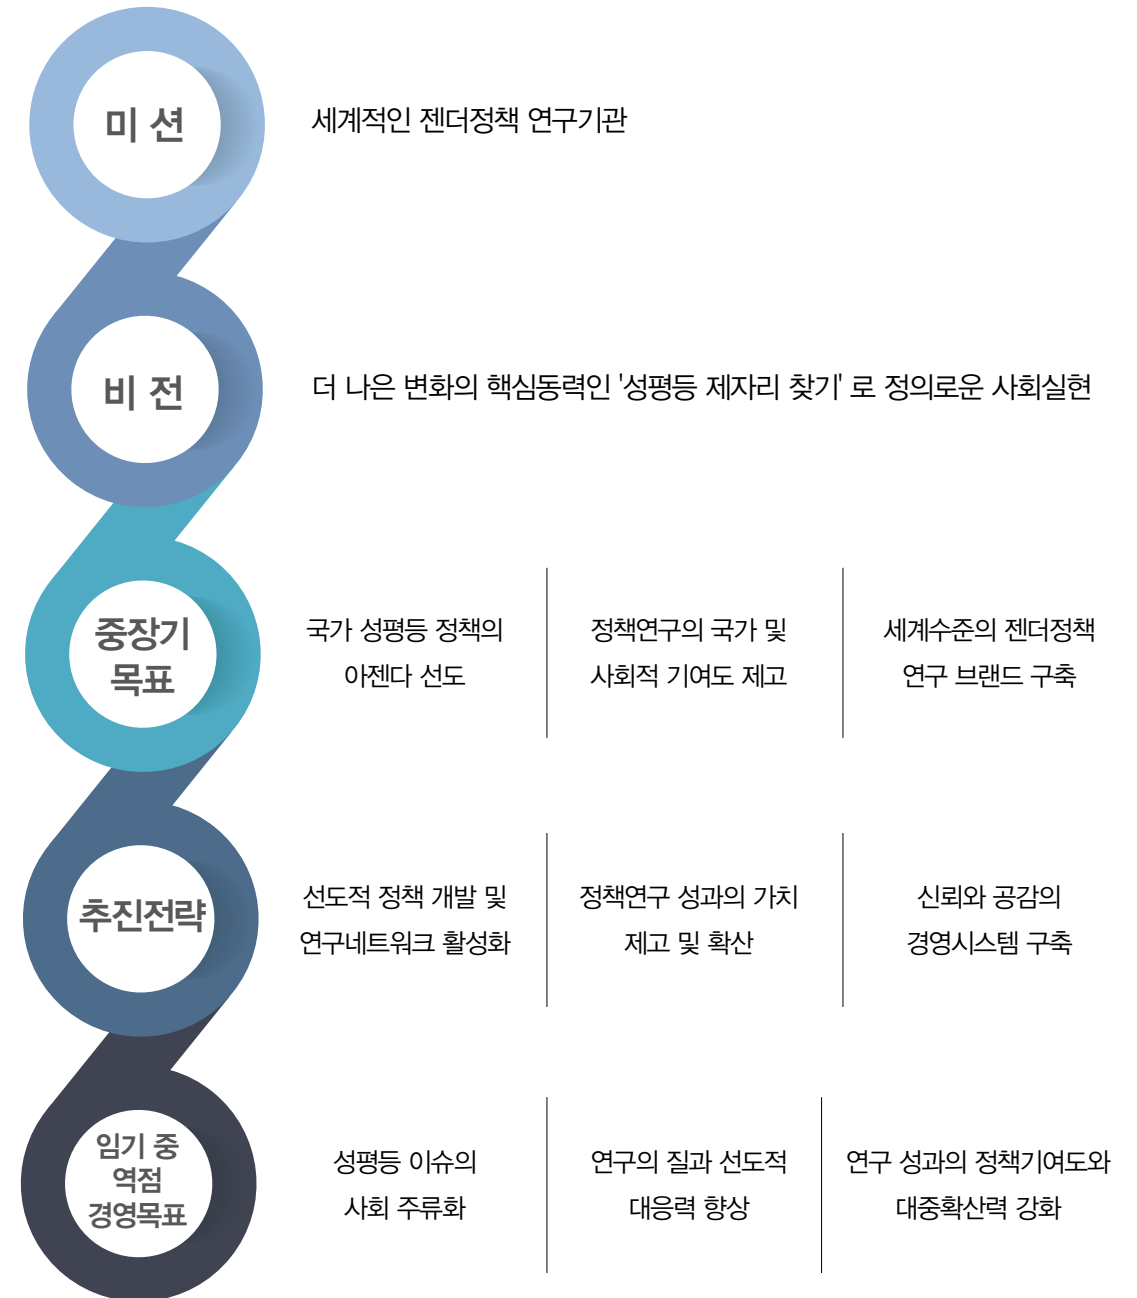 미 션
세계적인 젠더정책 연구기관
비 전
더 나은 변화의 핵심동력인 '성평등 제자리 찾기' 로 정의로운 사회실현
중장기
목표
국가 성평등 정책의
아젠다 선도
정책연구의 국가 및
사회적 기여도 제고
세계수준의 젠더정책
연구 브랜드 구축
추진전략
선도적 정책 개발 및
연구네트워크 활성화
정책연구 성과의 가치
제고 및 확산
신뢰와 공감의
경영시스템 구축
임기 중
역점
경영목표
성평등 이슈의
사회 주류화
연구의 질과 선도적
대응력 향상
연구 성과의 정책기여도와
대중확산력 강화